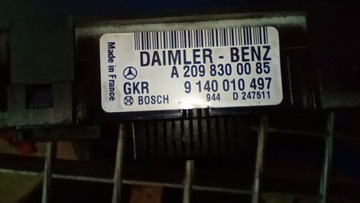 Made in France
DAIMLER - BENZ
A 209 830 00 85
GKR 9 140 010 497
BOSCH 944 D 247511